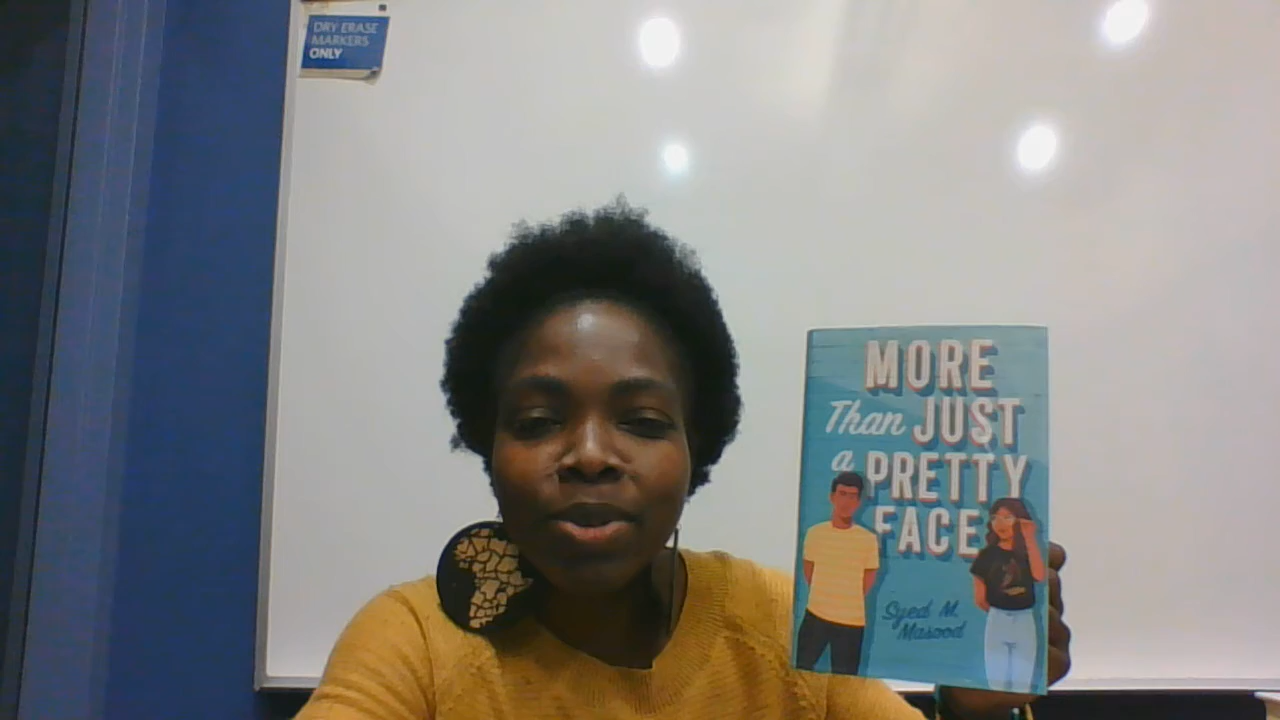 DRY ERASE
MARKERS
ONLY
MORE
Than JUST
a PRETTY
FACE
Syed M.
Masood